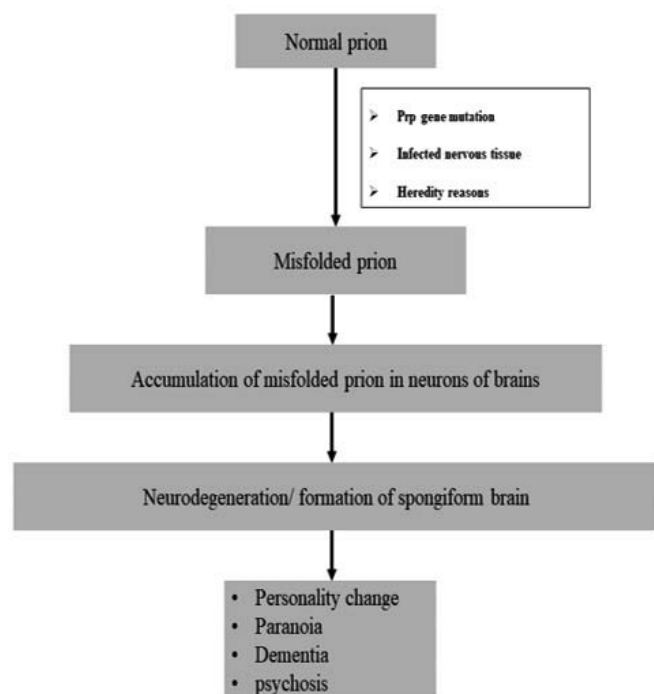 Normal prion
➢ Prp gene mutation
➢ Infected nervous tissue
➢ Heredity reasons
Misfolded prion
Accumulation of misfolded prion in neurons of brains
Neurodegeneration/ formation of spongiform brain
• Personality change
• Paranoia
• Dementia
• psychosis